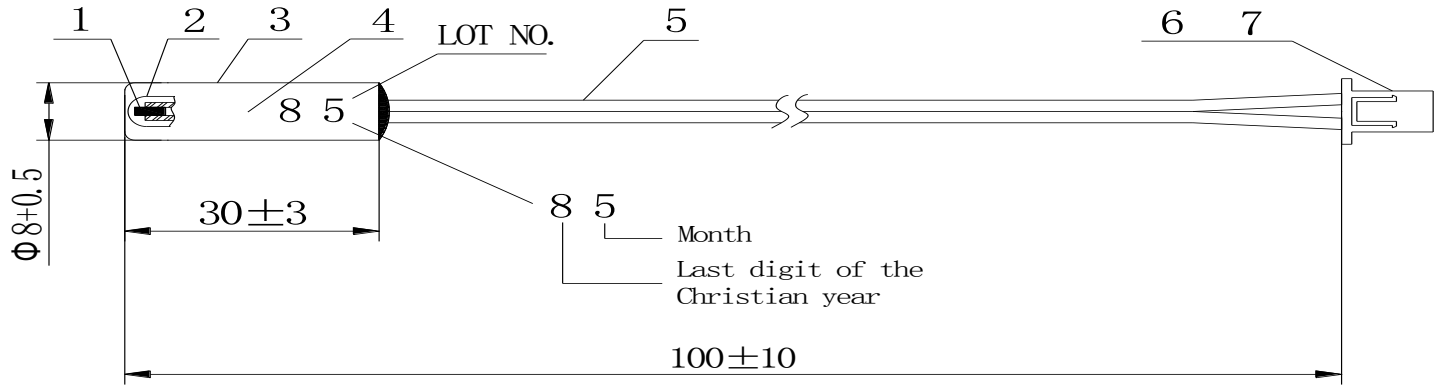 1 2 3 4 LOT NO. 5 6 7
8 5
Φ8+0.5
30±3
8 5
Month
Last digit of the
Christian year
100±10